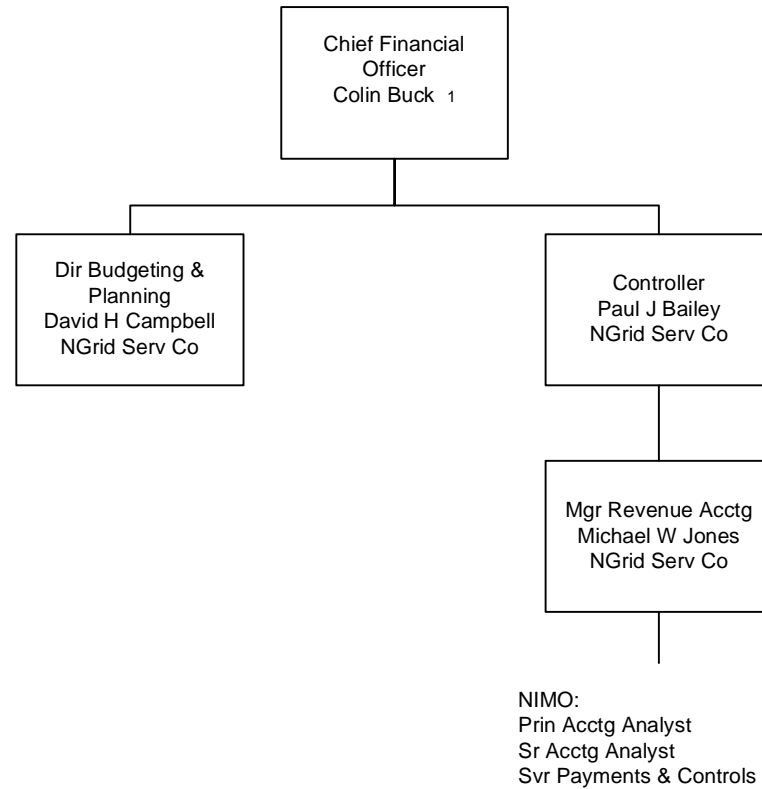 Chief Financial
Officer
Colin Buck 1
Dir Budgeting &
Planning
David H Campbell
NGrid Serv Co
Controller
Paul J Bailey
NGrid Serv Co
Mgr Revenue Acctg
Michael W Jones
NGrid Serv Co
NIMO:
Prin Acctg Analyst
Sr Acctg Analyst
Svr Payments & Controls